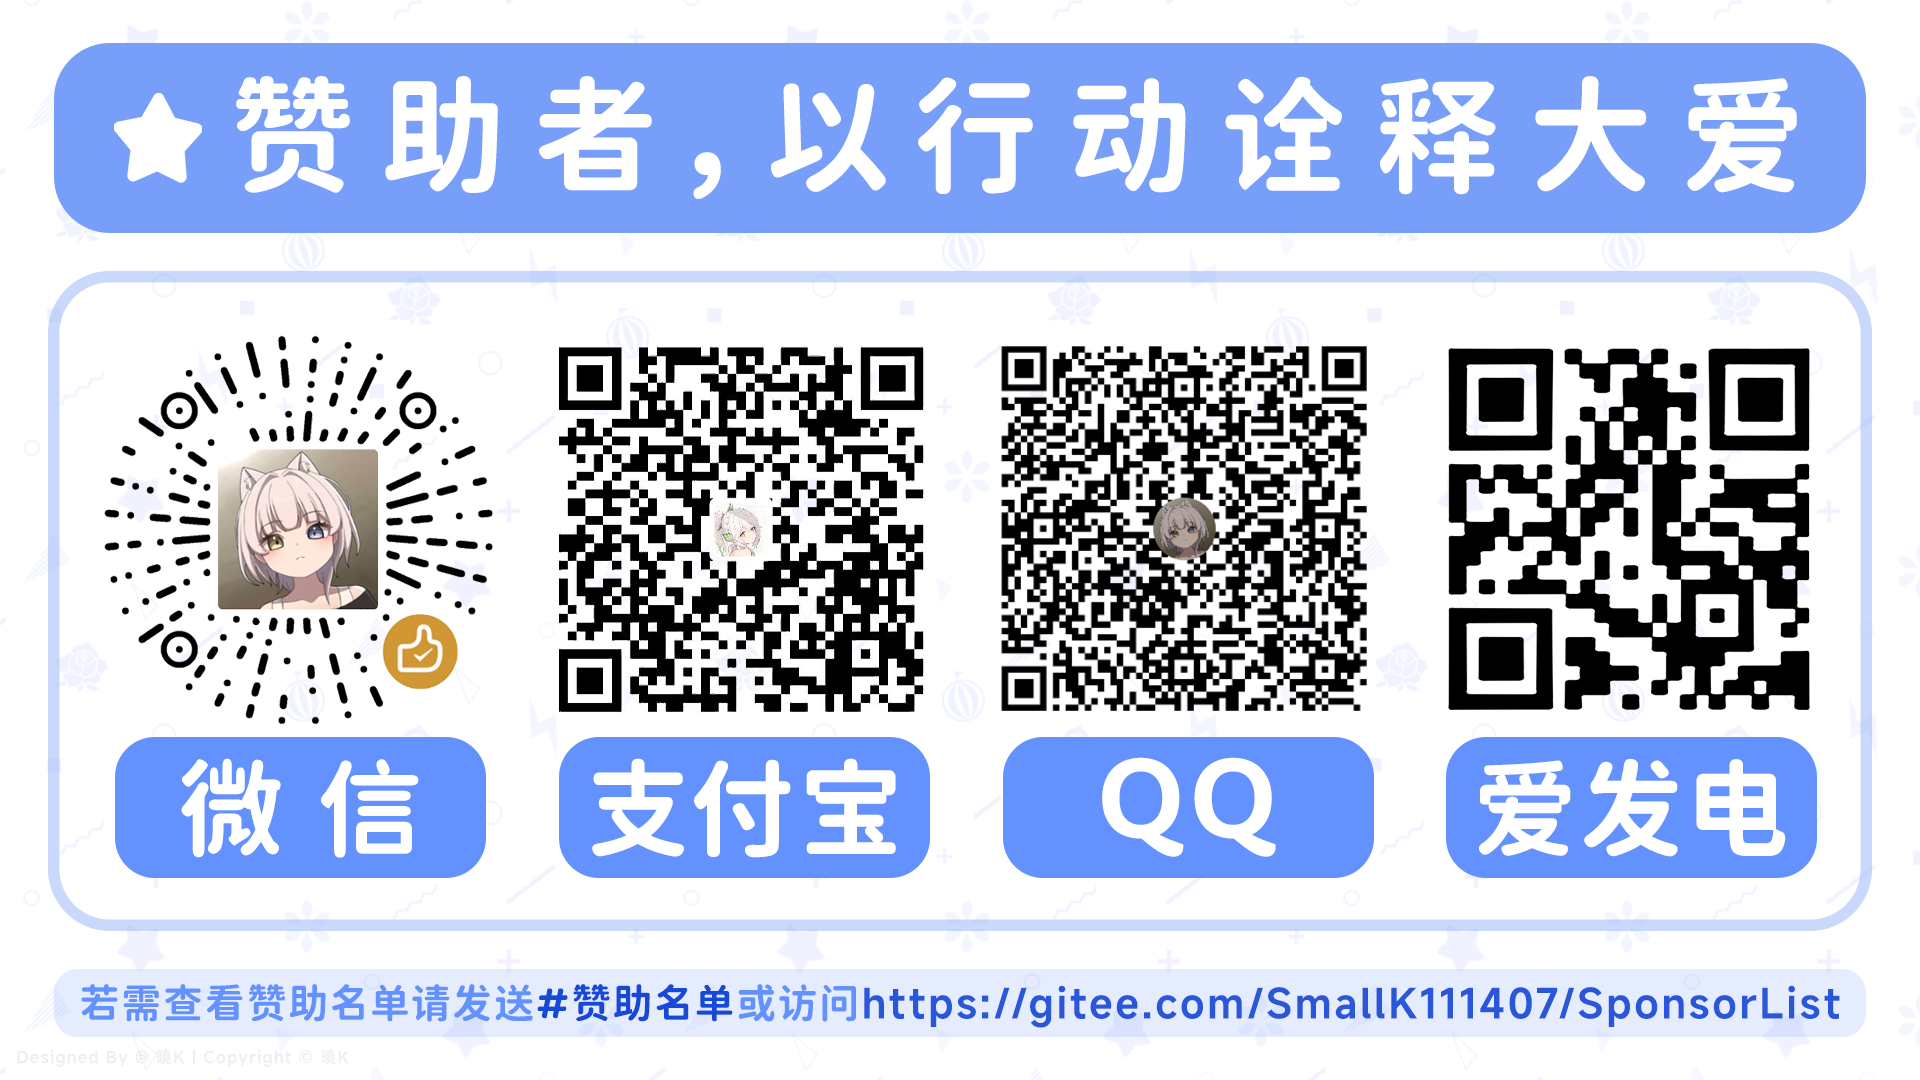 赞助者,以行动诠释大爱
微信
支付宝
QQ
爱发电
若需查看赞助名单请发送#赞助名单或访问https://gitee.com/SmallK111407/SponsorList
Designed By @ 曉K | Copyright © 曉K